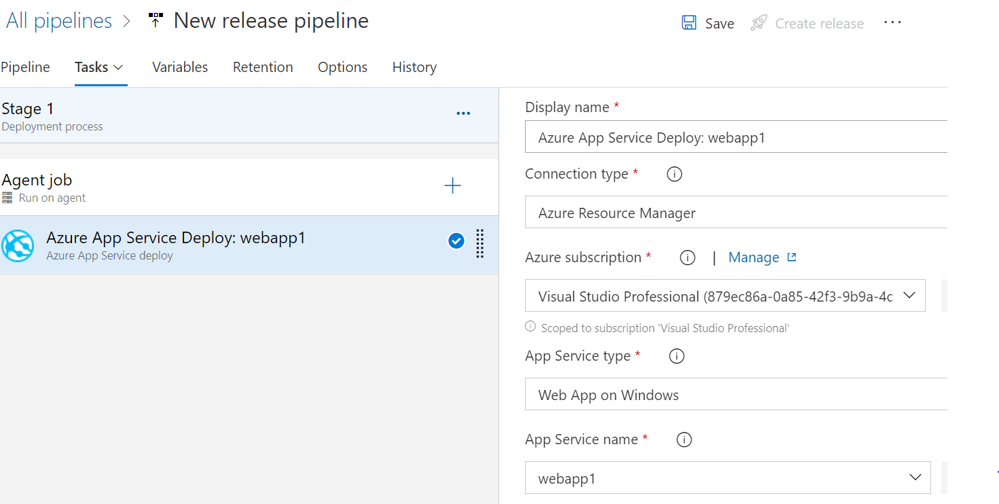 All pipelines > New release pipeline
Save Create release ...
Pipeline Tasks Variables Retention Options History
Stage 1
Deployment process
Agent job
Run on agent
Azure App Service Deploy: webapp1
Azure App Service deploy
Display name *
Azure App Service Deploy: webapp1
Connection type *
Azure Resource Manager
Azure subscription * | Manage
Visual Studio Professional (879ec86a-0a85-42f3-9b9a-4c
Scoped to subscription 'Visual Studio Professional'
App Service type *
Web App on Windows
App Service name *
webapp1